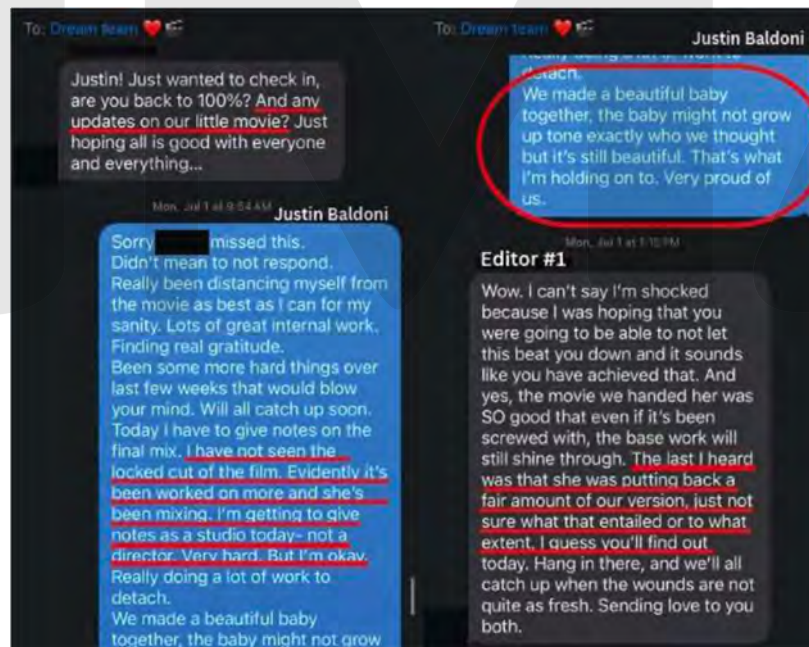 To: Dream team ❤️🎬
Justin! Just wanted to check in,
are you back to 100%? And any
updates on our little movie? Just
hoping all is good with everyone
and everything...
Mon, Jul 1 at 9:54 AM Justin Baldoni
Sorry missed this.
Didn't mean to not respond.
Really been distancing myself from
the movie as best as I can for my
sanity. Lots of great internal work.
Finding real gratitude.
Been some more hard things over
last few weeks that would blow
your mind. Will all catch up soon.
Today I have to give notes on the
final mix. I have not seen the
locked cut of the film. Evidently it's
been worked on more and she's
been mixing. I'm getting to give
notes as a studio today- not a
director. Very hard. But I'm okay.
Really doing a lot of work to
detach.
We made a beautiful baby
together, the baby might not grow
To: Dream team ❤️🎬
Justin Baldoni
detach.
We made a beautiful baby
together, the baby might not grow
up tone exactly who we thought
but it's still beautiful. That's what
I'm holding on to. Very proud of
us.
Mon, Jul 1 at 1:15 PM
Editor #1
Wow. I can't say I'm shocked
because I was hoping that you
were going to be able to not let
this beat you down and it sounds
like you have achieved that. And
yes, the movie we handed her was
SO good that even if it's been
screwed with, the base work will
still shine through. The last I heard
was that she was putting back a
fair amount of our version, just not
sure what that entailed or to what
extent. I guess you'll find out
today. Hang in there, and we'll all
catch up when the wounds are not
quite as fresh. Sending love to you
both.